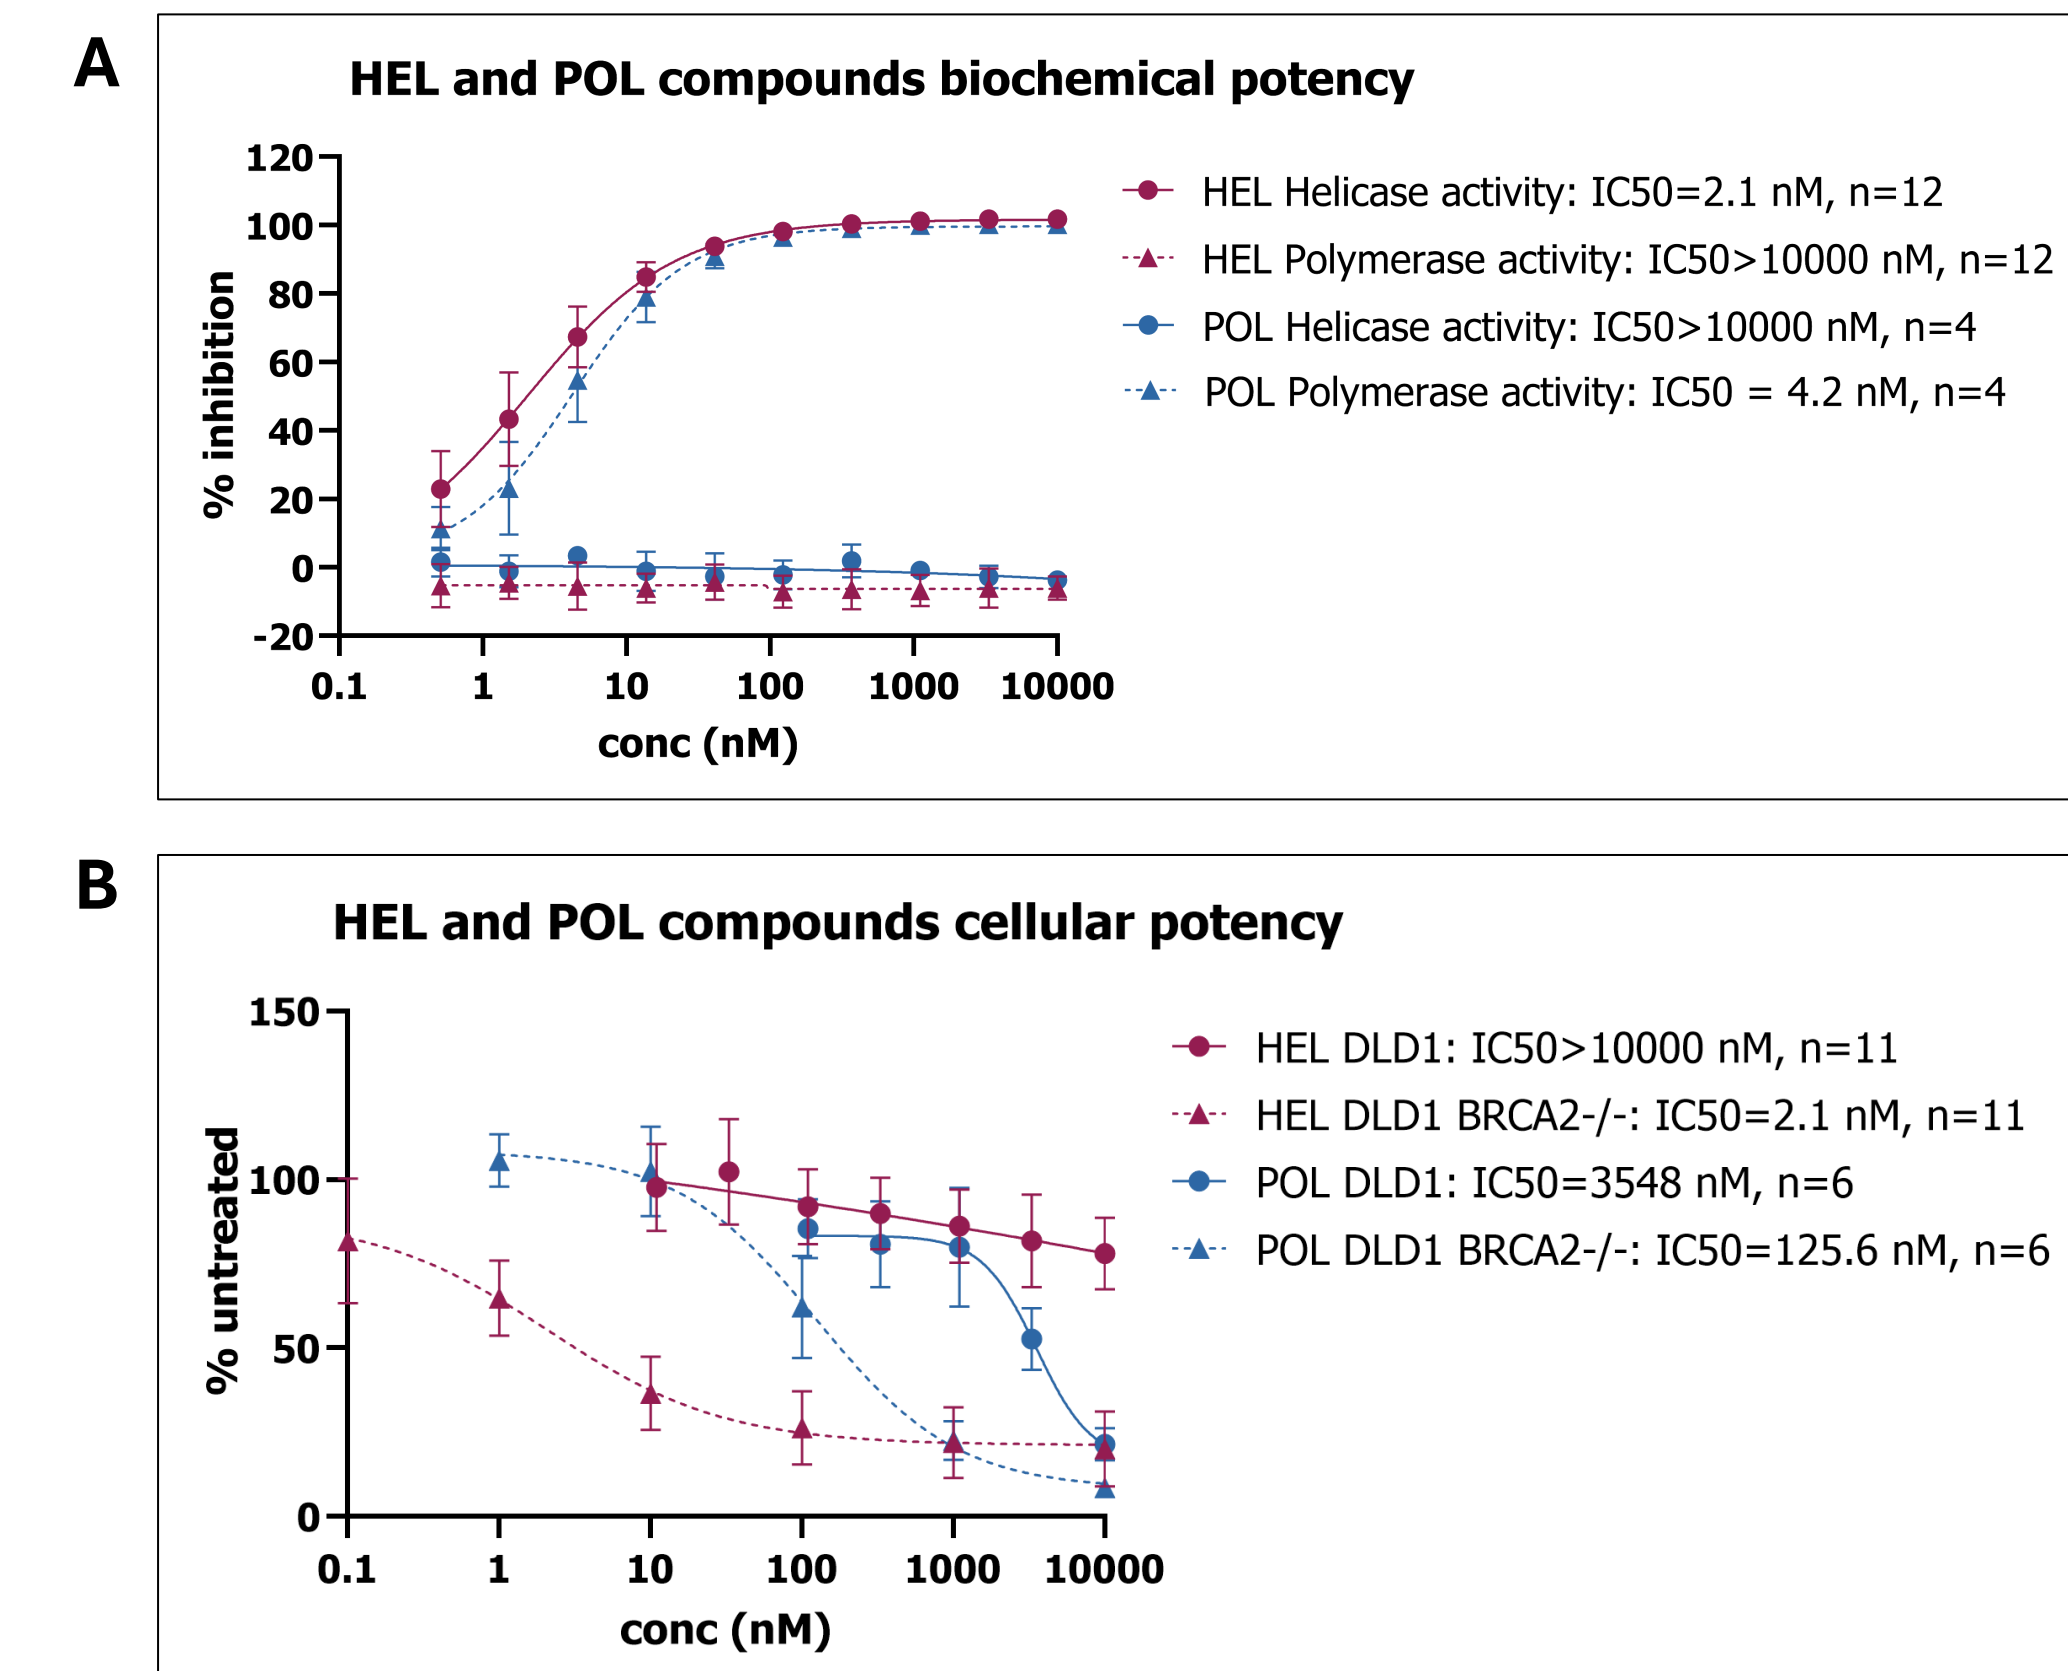 A
HEL and POL compounds biochemical potency
120
100
80
60
40
20
0
-20
% inhibition
0.1 1 10 100 1000 10000
conc (nM)
HEL Helicase activity: IC50=2.1 nM, n=12
HEL Polymerase activity: IC50>10000 nM, n=12
POL Helicase activity: IC50>10000 nM, n=4
POL Polymerase activity: IC50 = 4.2 nM, n=4
B
HEL and POL compounds cellular potency
150
100
50
0
% untreated
0.1 1 10 100 1000 10000
conc (nM)
HEL DLD1: IC50>10000 nM, n=11
HEL DLD1 BRCA2-/-: IC50=2.1 nM, n=11
POL DLD1: IC50=3548 nM, n=6
POL DLD1 BRCA2-/-: IC50=125.6 nM, n=6